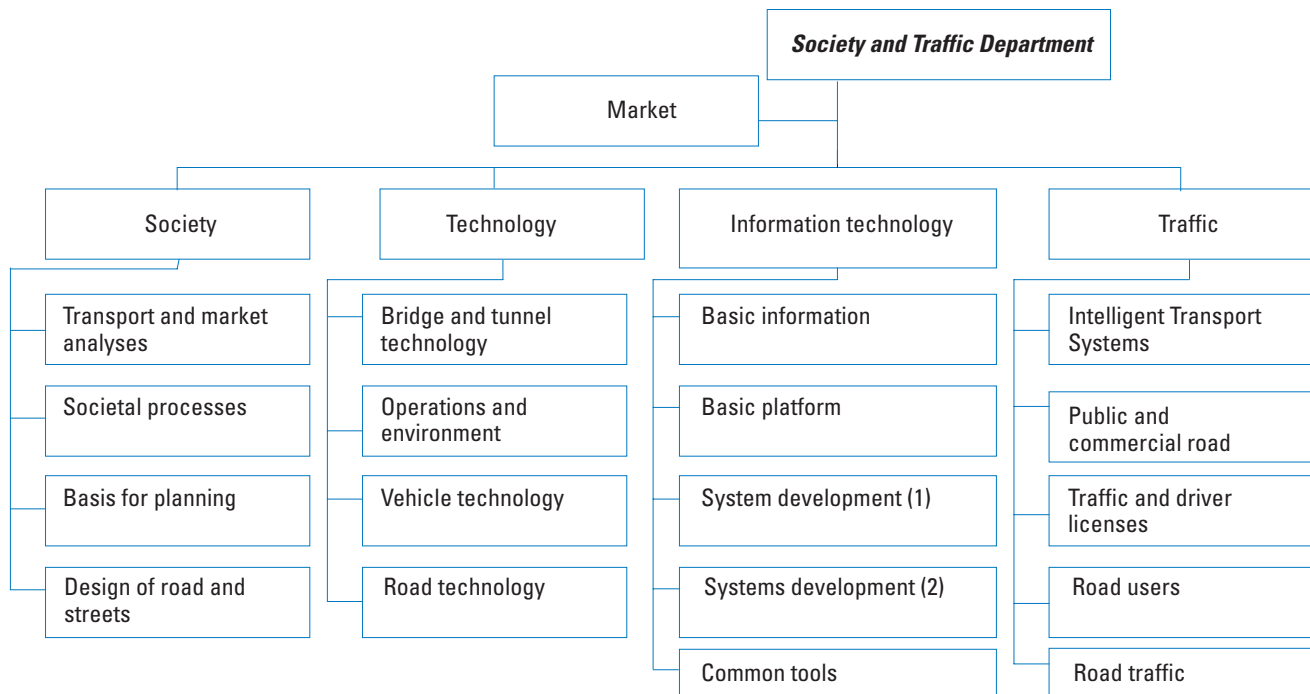 Society and Traffic Department
Market
Society
Technology
Information technology
Traffic
Transport and market
analyses
Societal processes
Basis for planning
Design of road and
streets
Bridge and tunnel
technology
Operations and
environment
Vehicle technology
Road technology
Basic information
Basic platform
System development (1)
Systems development (2)
Common tools
Intelligent Transport
Systems
Public and
commercial road
Traffic and driver
licenses
Road users
Road traffic